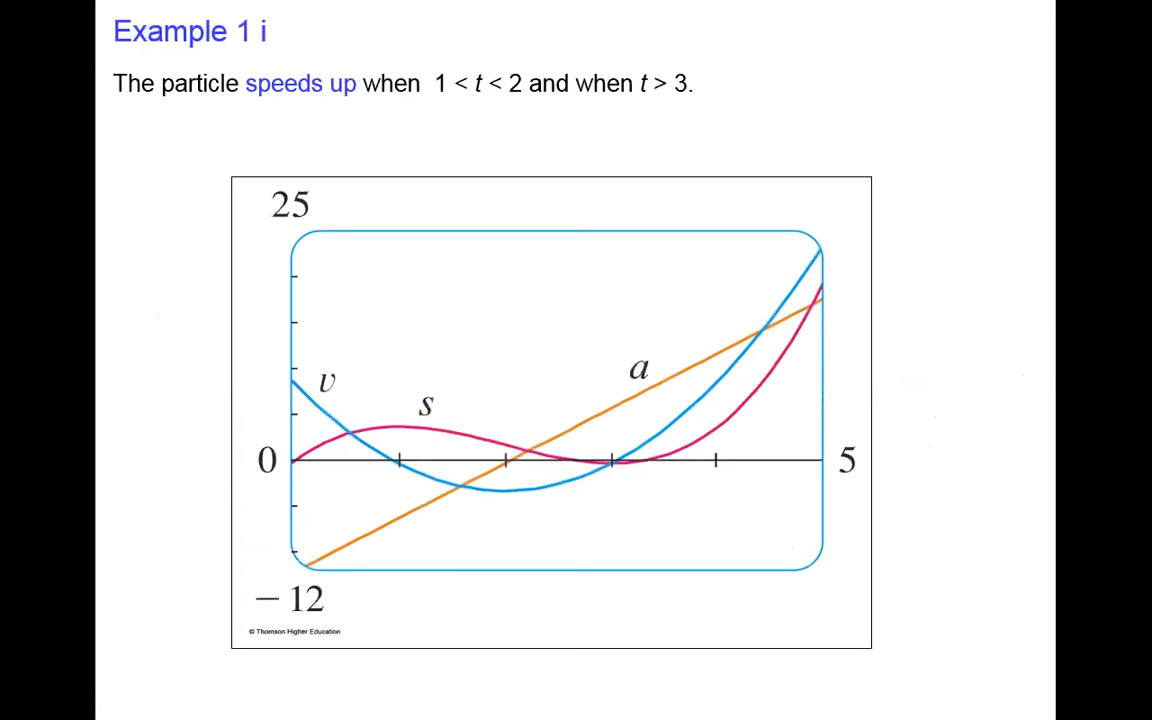 Example 1 i
The particle speeds up when 1 < t < 2 and when t > 3.
25
v
s
a
0
5
– 12
© Thomson Higher Education